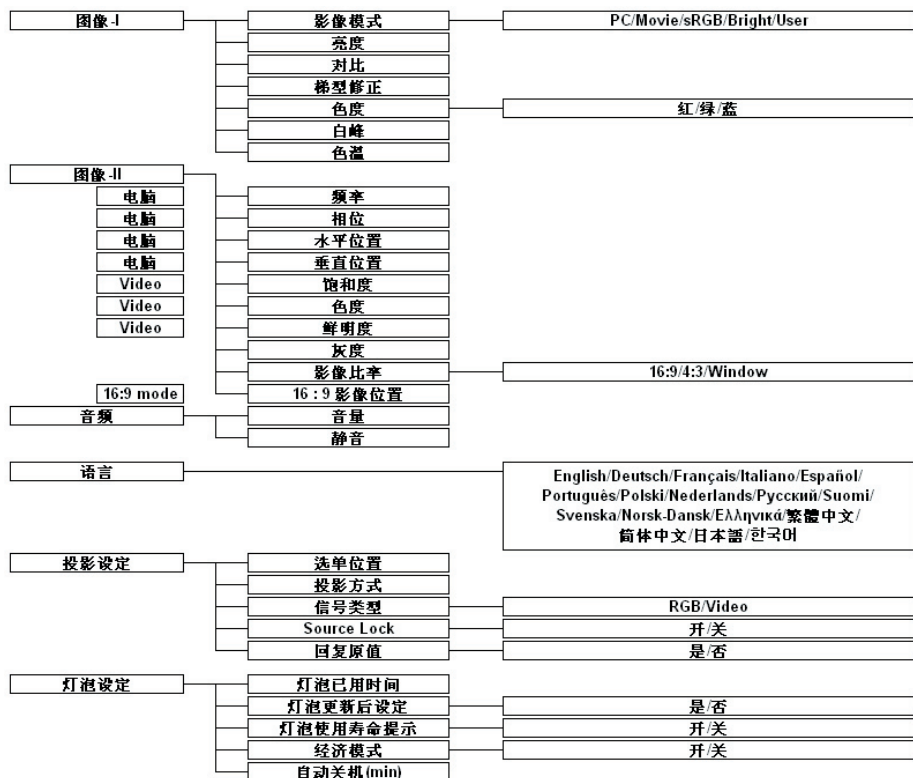 图像-I 影像模式 PC/Movie/sRGB/Bright/User
亮度
对比
梯型修正
色度 红/绿/蓝
白峰
色温
图像-II
电脑 频率
电脑 相位
电脑 水平位置
电脑 垂直位置
Video 饱和度
Video 色度
Video 鲜明度
灰度
影像比率 16:9/4:3/Window
16:9 mode 16 : 9 影像位置
音频 音量
静音
语言 English/Deutsch/Français/Italiano/Español/
Português/Polski/Nederlands/Русский/Suomi/
Svenska/Norsk-Dansk/Ελληνικά/繁體中文/
简体中文/日本語/한국어
投影设定 选单位置
投影方式
信号类型 RGB/Video
Source Lock 开/关
回复原值 是/否
灯泡设定 灯泡已用时间
灯泡更新后设定 是/否
灯泡使用寿命提示 开/关
经济模式 开/关
自动关机(min)